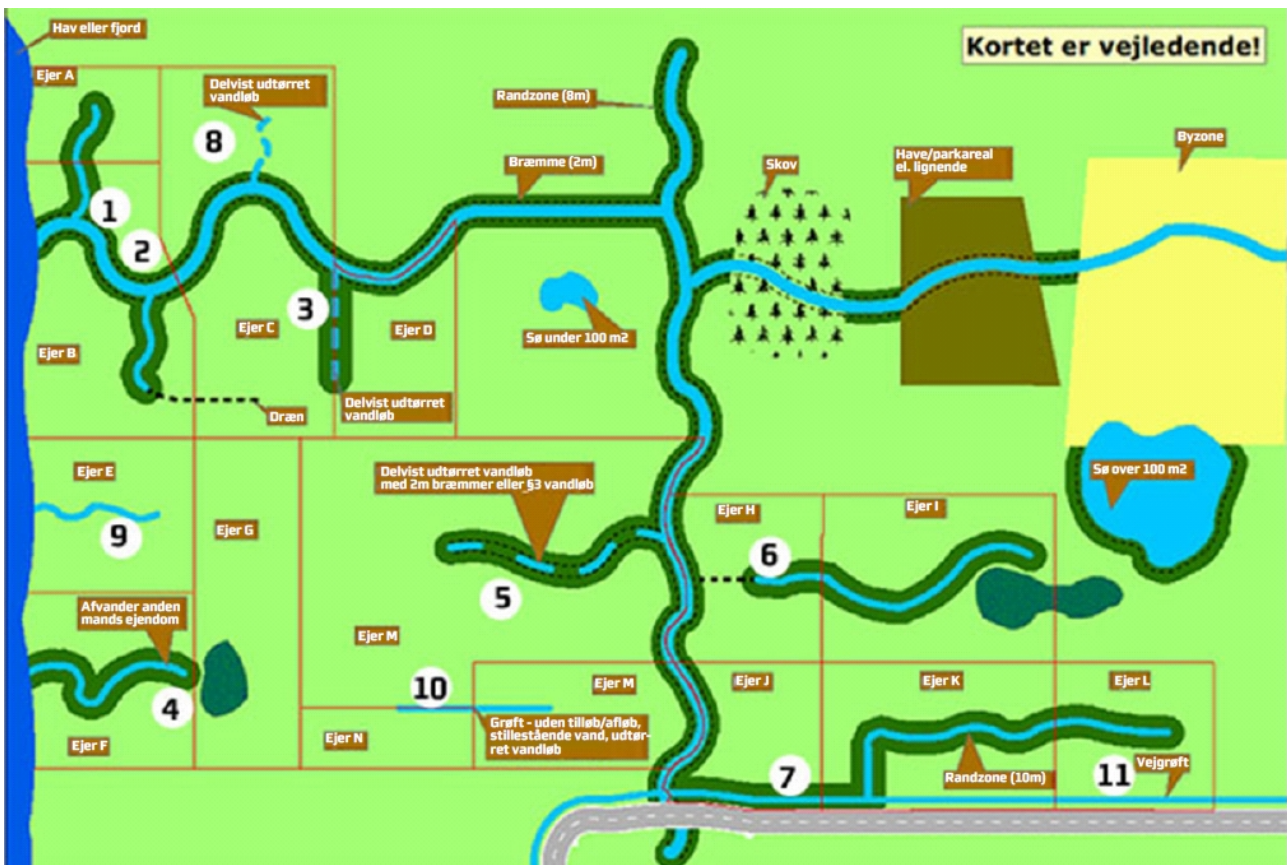 Hav eller fjord
Kortet er vejledende!
Ejer A
Delvist udtørret
vandløb
Randzone (8m)
8
Bræmme (2m)
Skov
Have/parkareal
el. lignende
Byzone
1
2
3
Ejer C
Ejer D
Sø under 100 m2
Ejer B
Dræn
Delvist udtørret
vandløb
Ejer E
Delvist udtørret vandløb
med 2m bræmmer eller §3 vandløb
Sø over 100 m2
9
Ejer G
Ejer H
Ejer I
6
5
Afvander anden
mands ejendom
Ejer M
4
10
Ejer M
Ejer J
Ejer K
Ejer L
Ejer F
Ejer N
Grøft - uden tilløb/afløb,
stillestående vand, udtør-
ret vandløb
7
Randzone (10m)
11
Vejgrøft